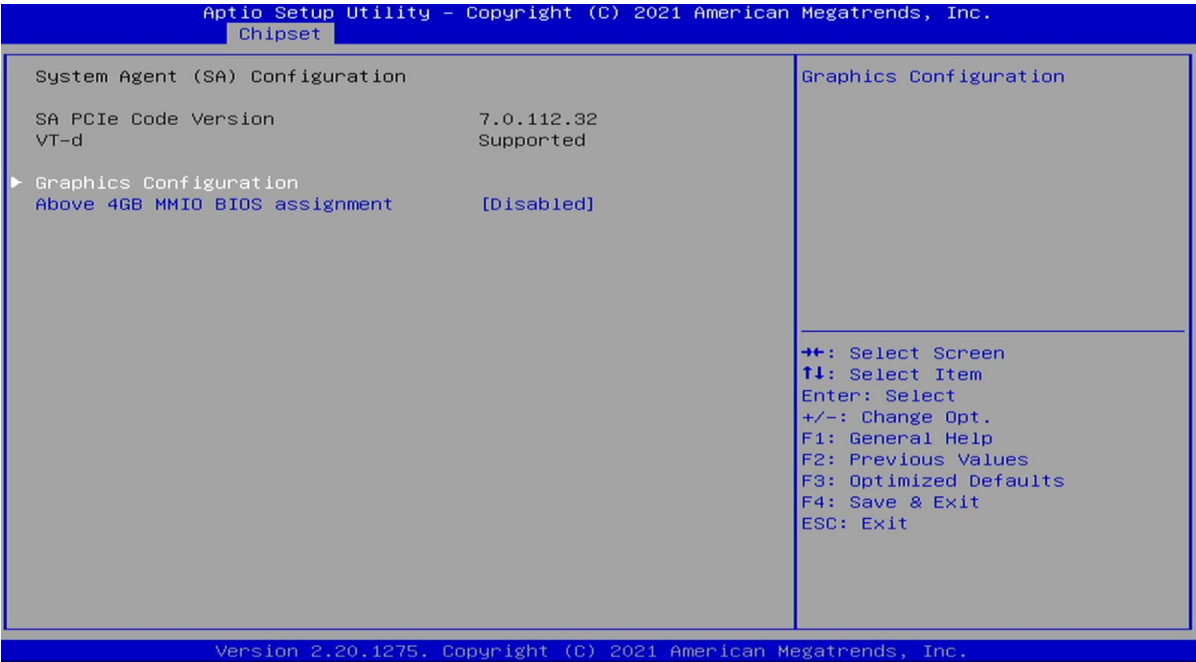 Aptio Setup Utility – Copyright (C) 2021 American Megatrends, Inc.
Chipset
System Agent (SA) Configuration
SA PCIe Code Version 7.0.112.32
VT-d Supported
► Graphics Configuration
Above 4GB MMIO BIOS assignment [Disabled]
Graphics Configuration
→←: Select Screen
↑↓: Select Item
Enter: Select
+/-: Change Opt.
F1: General Help
F2: Previous Values
F3: Optimized Defaults
F4: Save & Exit
ESC: Exit
Version 2.20.1275. Copyright (C) 2021 American Megatrends, Inc.